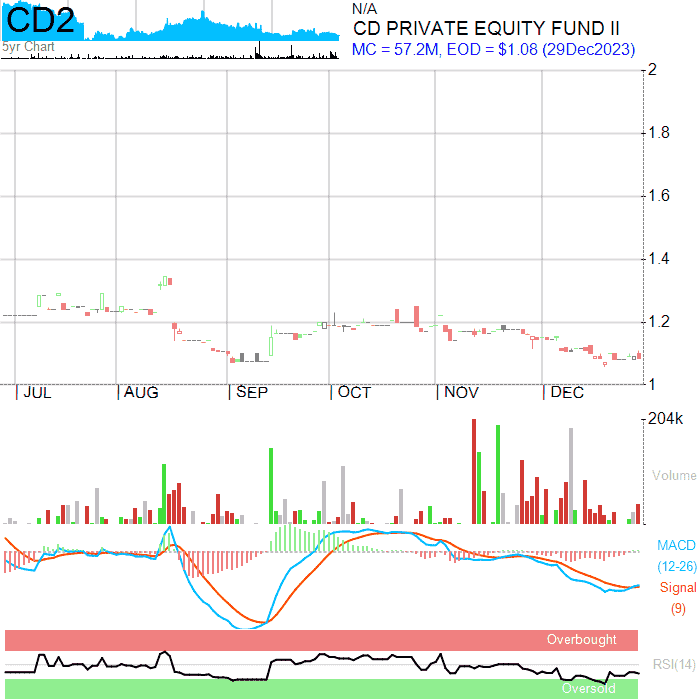 CD2
5yr Chart
N/A
CD PRIVATE EQUITY FUND II
MC = 57.2M, EOD = $1.08 (29Dec2023)
2
1.8
1.6
1.4
1.2
1
JUL AUG SEP OCT NOV DEC
204k
Volume
MACD
(12-26)
Signal
(9)
Overbought
RSI(14)
Oversold